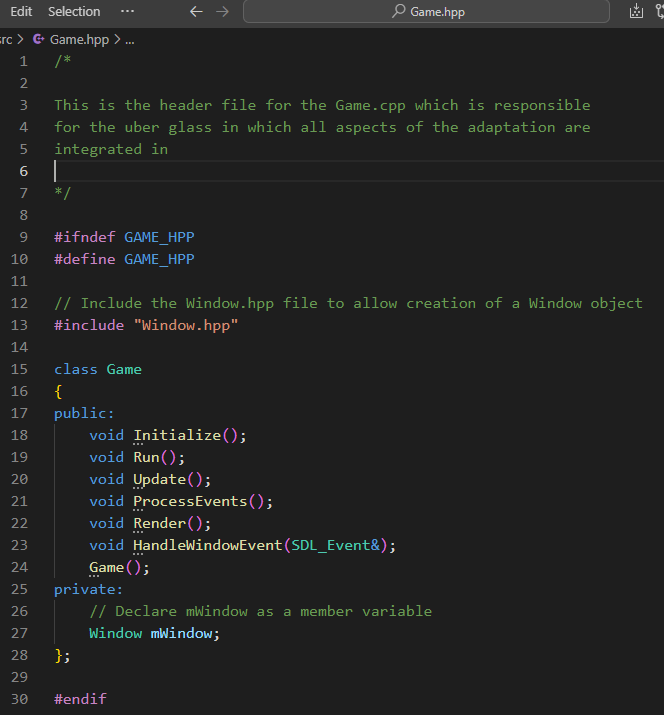 Edit Selection ... ← → Game.hpp
src > Game.hpp > ...
1 /*
2
3 This is the header file for the Game.cpp which is responsible
4 for the uber glass in which all aspects of the adaptation are
5 integrated in
6
7 */
8
9 #ifndef GAME_HPP
10 #define GAME_HPP
11
12 // Include the Window.hpp file to allow creation of a Window object
13 #include "Window.hpp"
14
15 class Game
16 {
17 public:
18     void Initialize();
19     void Run();
20     void Update();
21     void ProcessEvents();
22     void Render();
23     void HandleWindowEvent(SDL_Event&);
24     Game();
25 private:
26     // Declare mWindow as a member variable
27     Window mWindow;
28 };
29
30 #endif